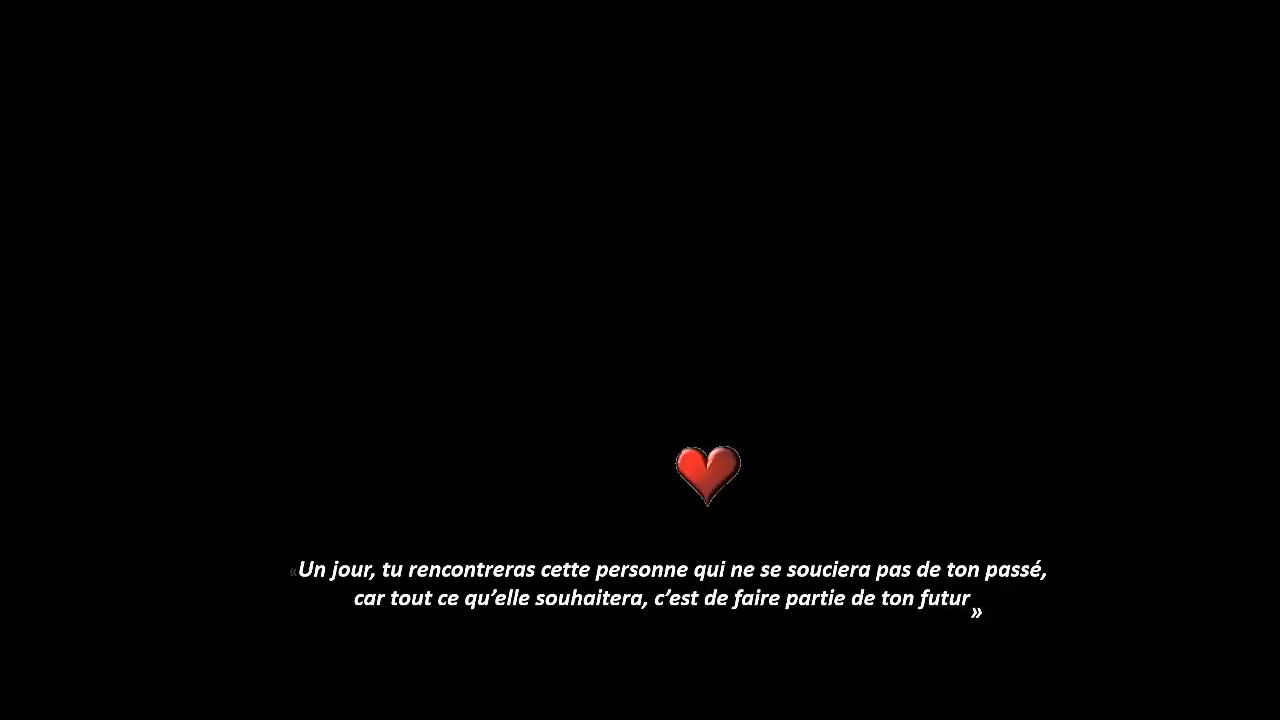 «Un jour, tu rencontreras cette personne qui ne se souciera pas de ton passé,
car tout ce qu’elle souhaitera, c’est de faire partie de ton futur»